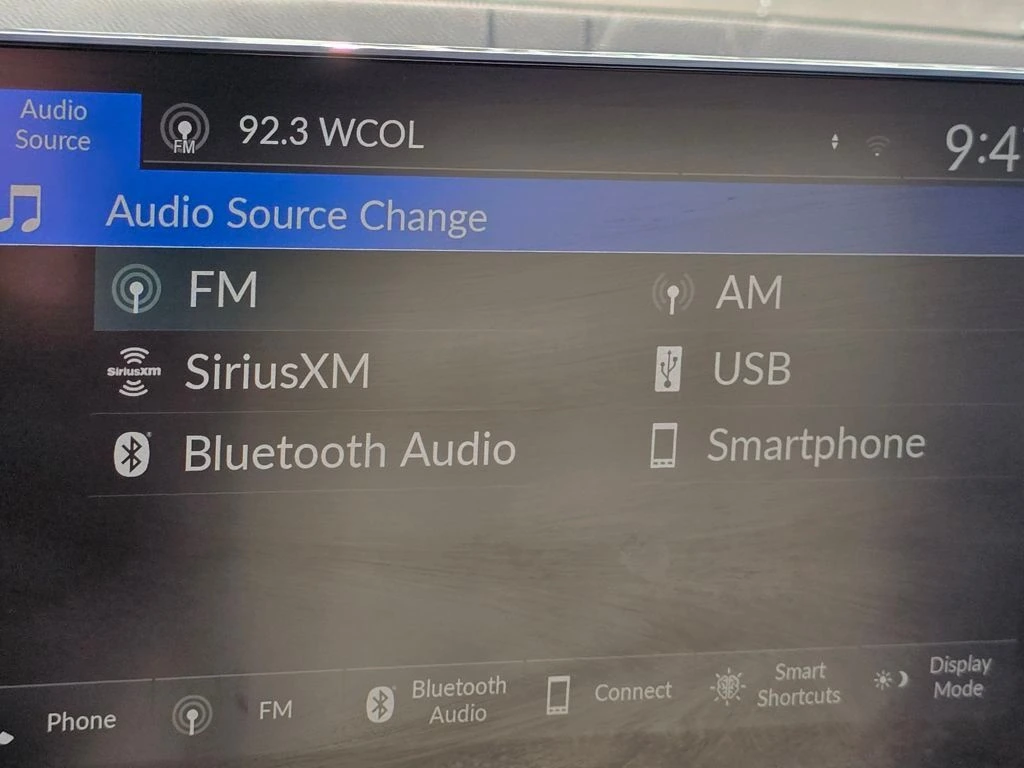 Audio
Source
FM
92.3 WCOL
9:4
Audio Source Change
FM
AM
SiriusXM
SiriusXM
USB
Bluetooth Audio
Smartphone
Phone
FM
Bluetooth
Audio
Connect
Smart
Shortcuts
Display
Mode